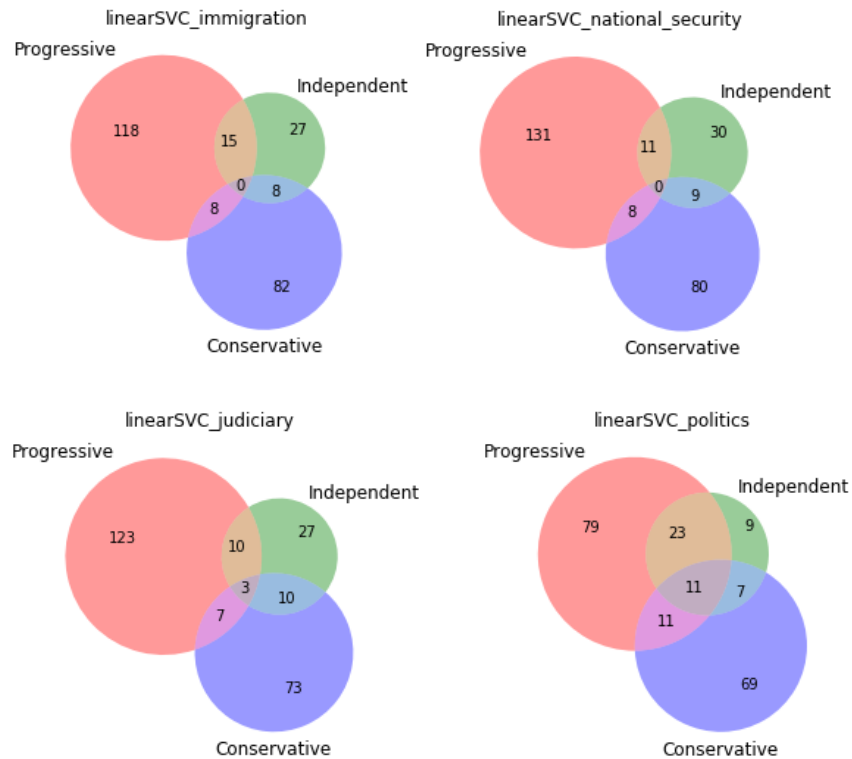 linearSVC_immigration
Progressive
Independent
118
15
27
0
8
8
82
Conservative
linearSVC_national_security
Progressive
Independent
131
11
30
0
9
8
80
Conservative
linearSVC_judiciary
Progressive
Independent
123
10
27
3
10
7
73
Conservative
linearSVC_politics
Progressive
Independent
79
23
9
11
7
11
69
Conservative